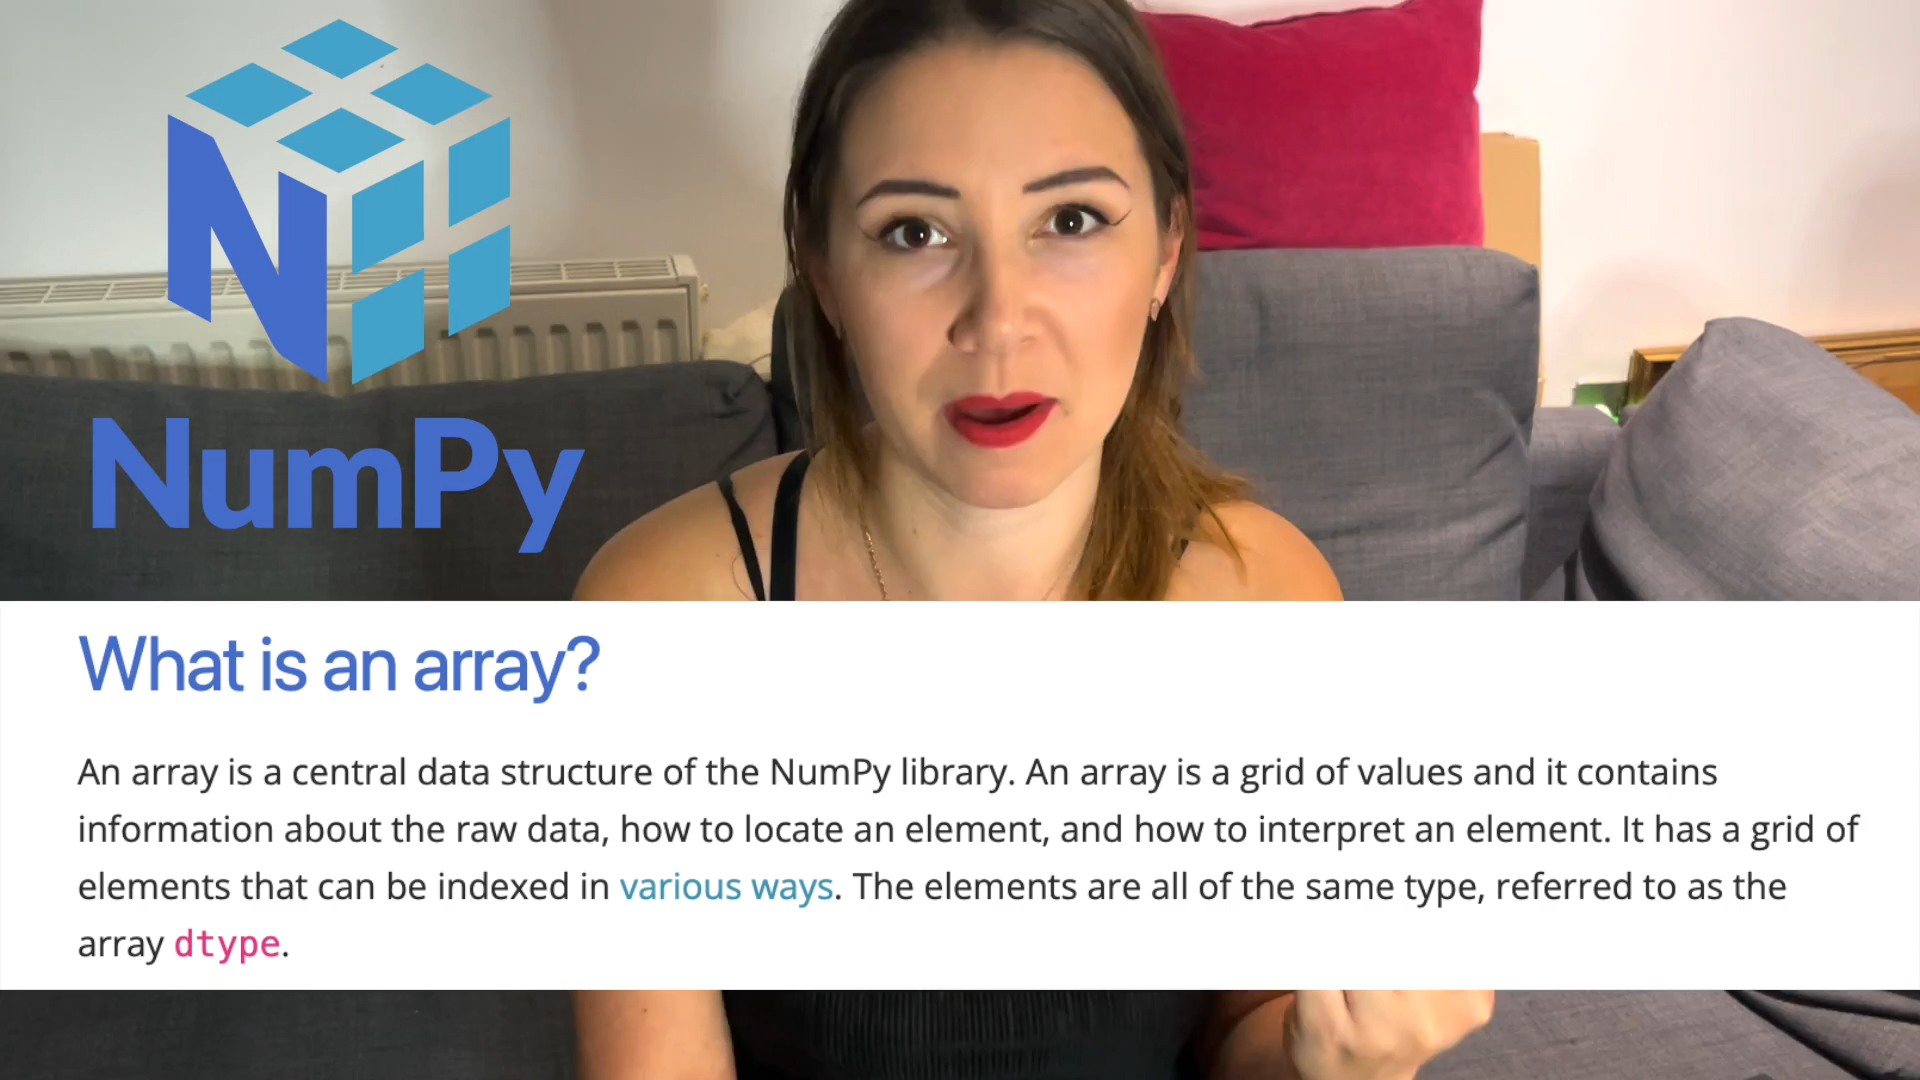 NumPy
What is an array?
An array is a central data structure of the NumPy library. An array is a grid of values and it contains
information about the raw data, how to locate an element, and how to interpret an element. It has a grid of
elements that can be indexed in various ways. The elements are all of the same type, referred to as the
array dtype.